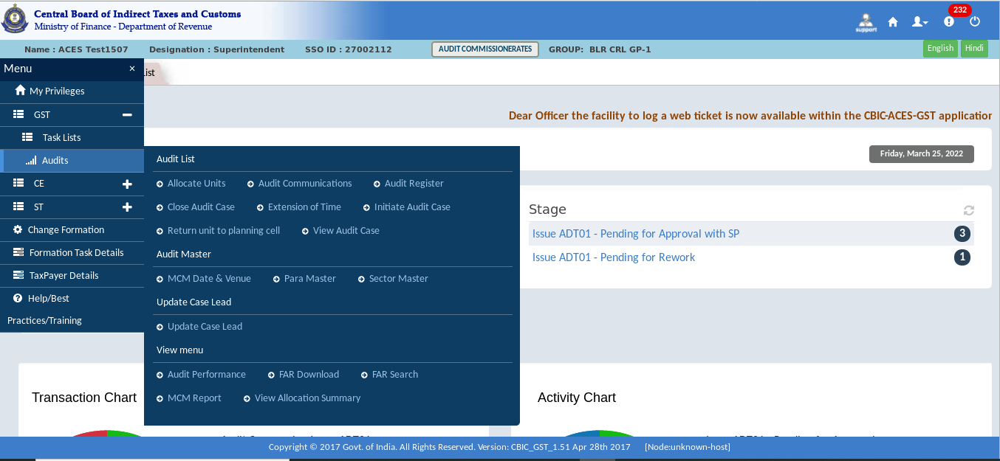 Central Board of Indirect Taxes and Customs
Ministry of Finance - Department of Revenue
support
232
Name : ACES Test1507 Designation : Superintendent SSO ID : 27002112 AUDIT COMMISSIONERATES GROUP: BLR CRL GP-1 English Hindi
Menu ×
List
My Privileges
GST
Dear Officer the facility to log a web ticket is now available within the CBIC-ACES-GST application
Task Lists
Audits
CE
ST
Change Formation
Formation Task Details
TaxPayer Details
Help/Best
Practices/Training
Audit List
Allocate Units Audit Communications Audit Register
Close Audit Case Extension of Time Initiate Audit Case
Return unit to planning cell View Audit Case
Audit Master
MCM Date & Venue Para Master Sector Master
Update Case Lead
Update Case Lead
View menu
Audit Performance FAR Download FAR Search
MCM Report View Allocation Summary
Friday, March 25, 2022
Stage
Issue ADT01 - Pending for Approval with SP 3
Issue ADT01 - Pending for Rework 1
Transaction Chart
Activity Chart
Copyright © 2017 Govt. of India. All Rights Reserved. Version: CBIC_GST_1.51 Apr 28th 2017 [Node:unknown-host]